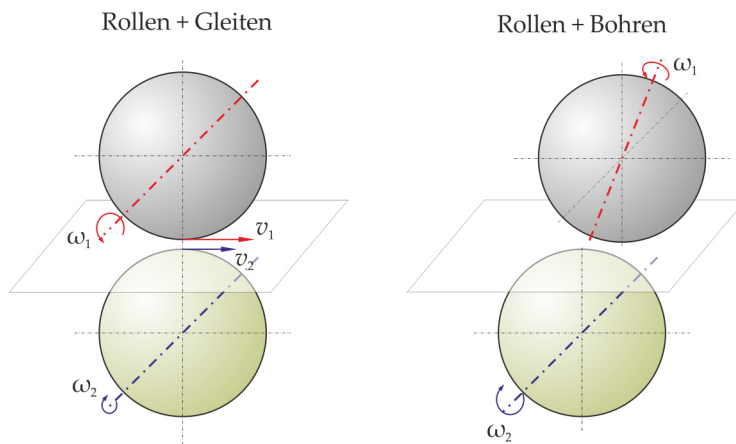 Rollen + Gleiten
ω₁
v₁
v₂
ω₂
Rollen + Bohren
ω₁
ω₂